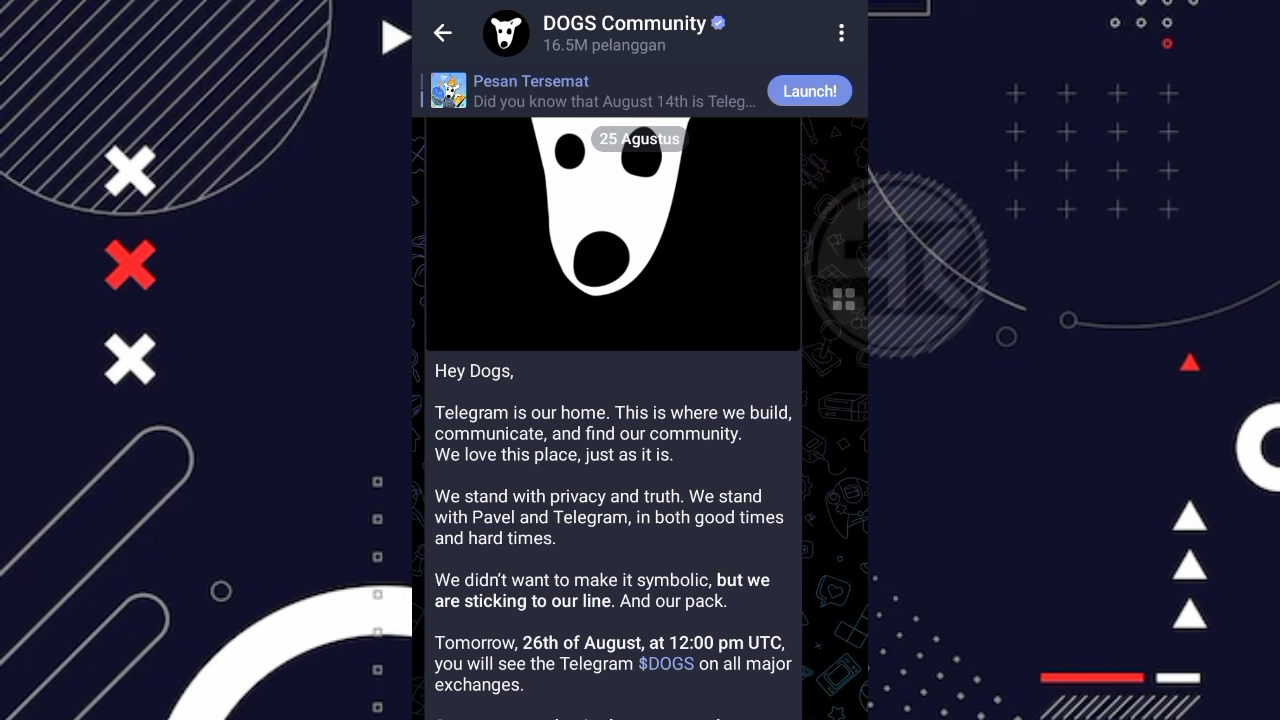 DOGS Community
16.5M pelanggan
Pesan Tersemat
Did you know that August 14th is Teleg...
Launch!
25 Agustus
Hey Dogs,
Telegram is our home. This is where we build,
communicate, and find our community.
We love this place, just as it is.
We stand with privacy and truth. We stand
with Pavel and Telegram, in both good times
and hard times.
We didn't want to make it symbolic, but we
are sticking to our line. And our pack.
Tomorrow, 26th of August, at 12:00 pm UTC,
you will see the Telegram $DOGS on all major
exchanges.